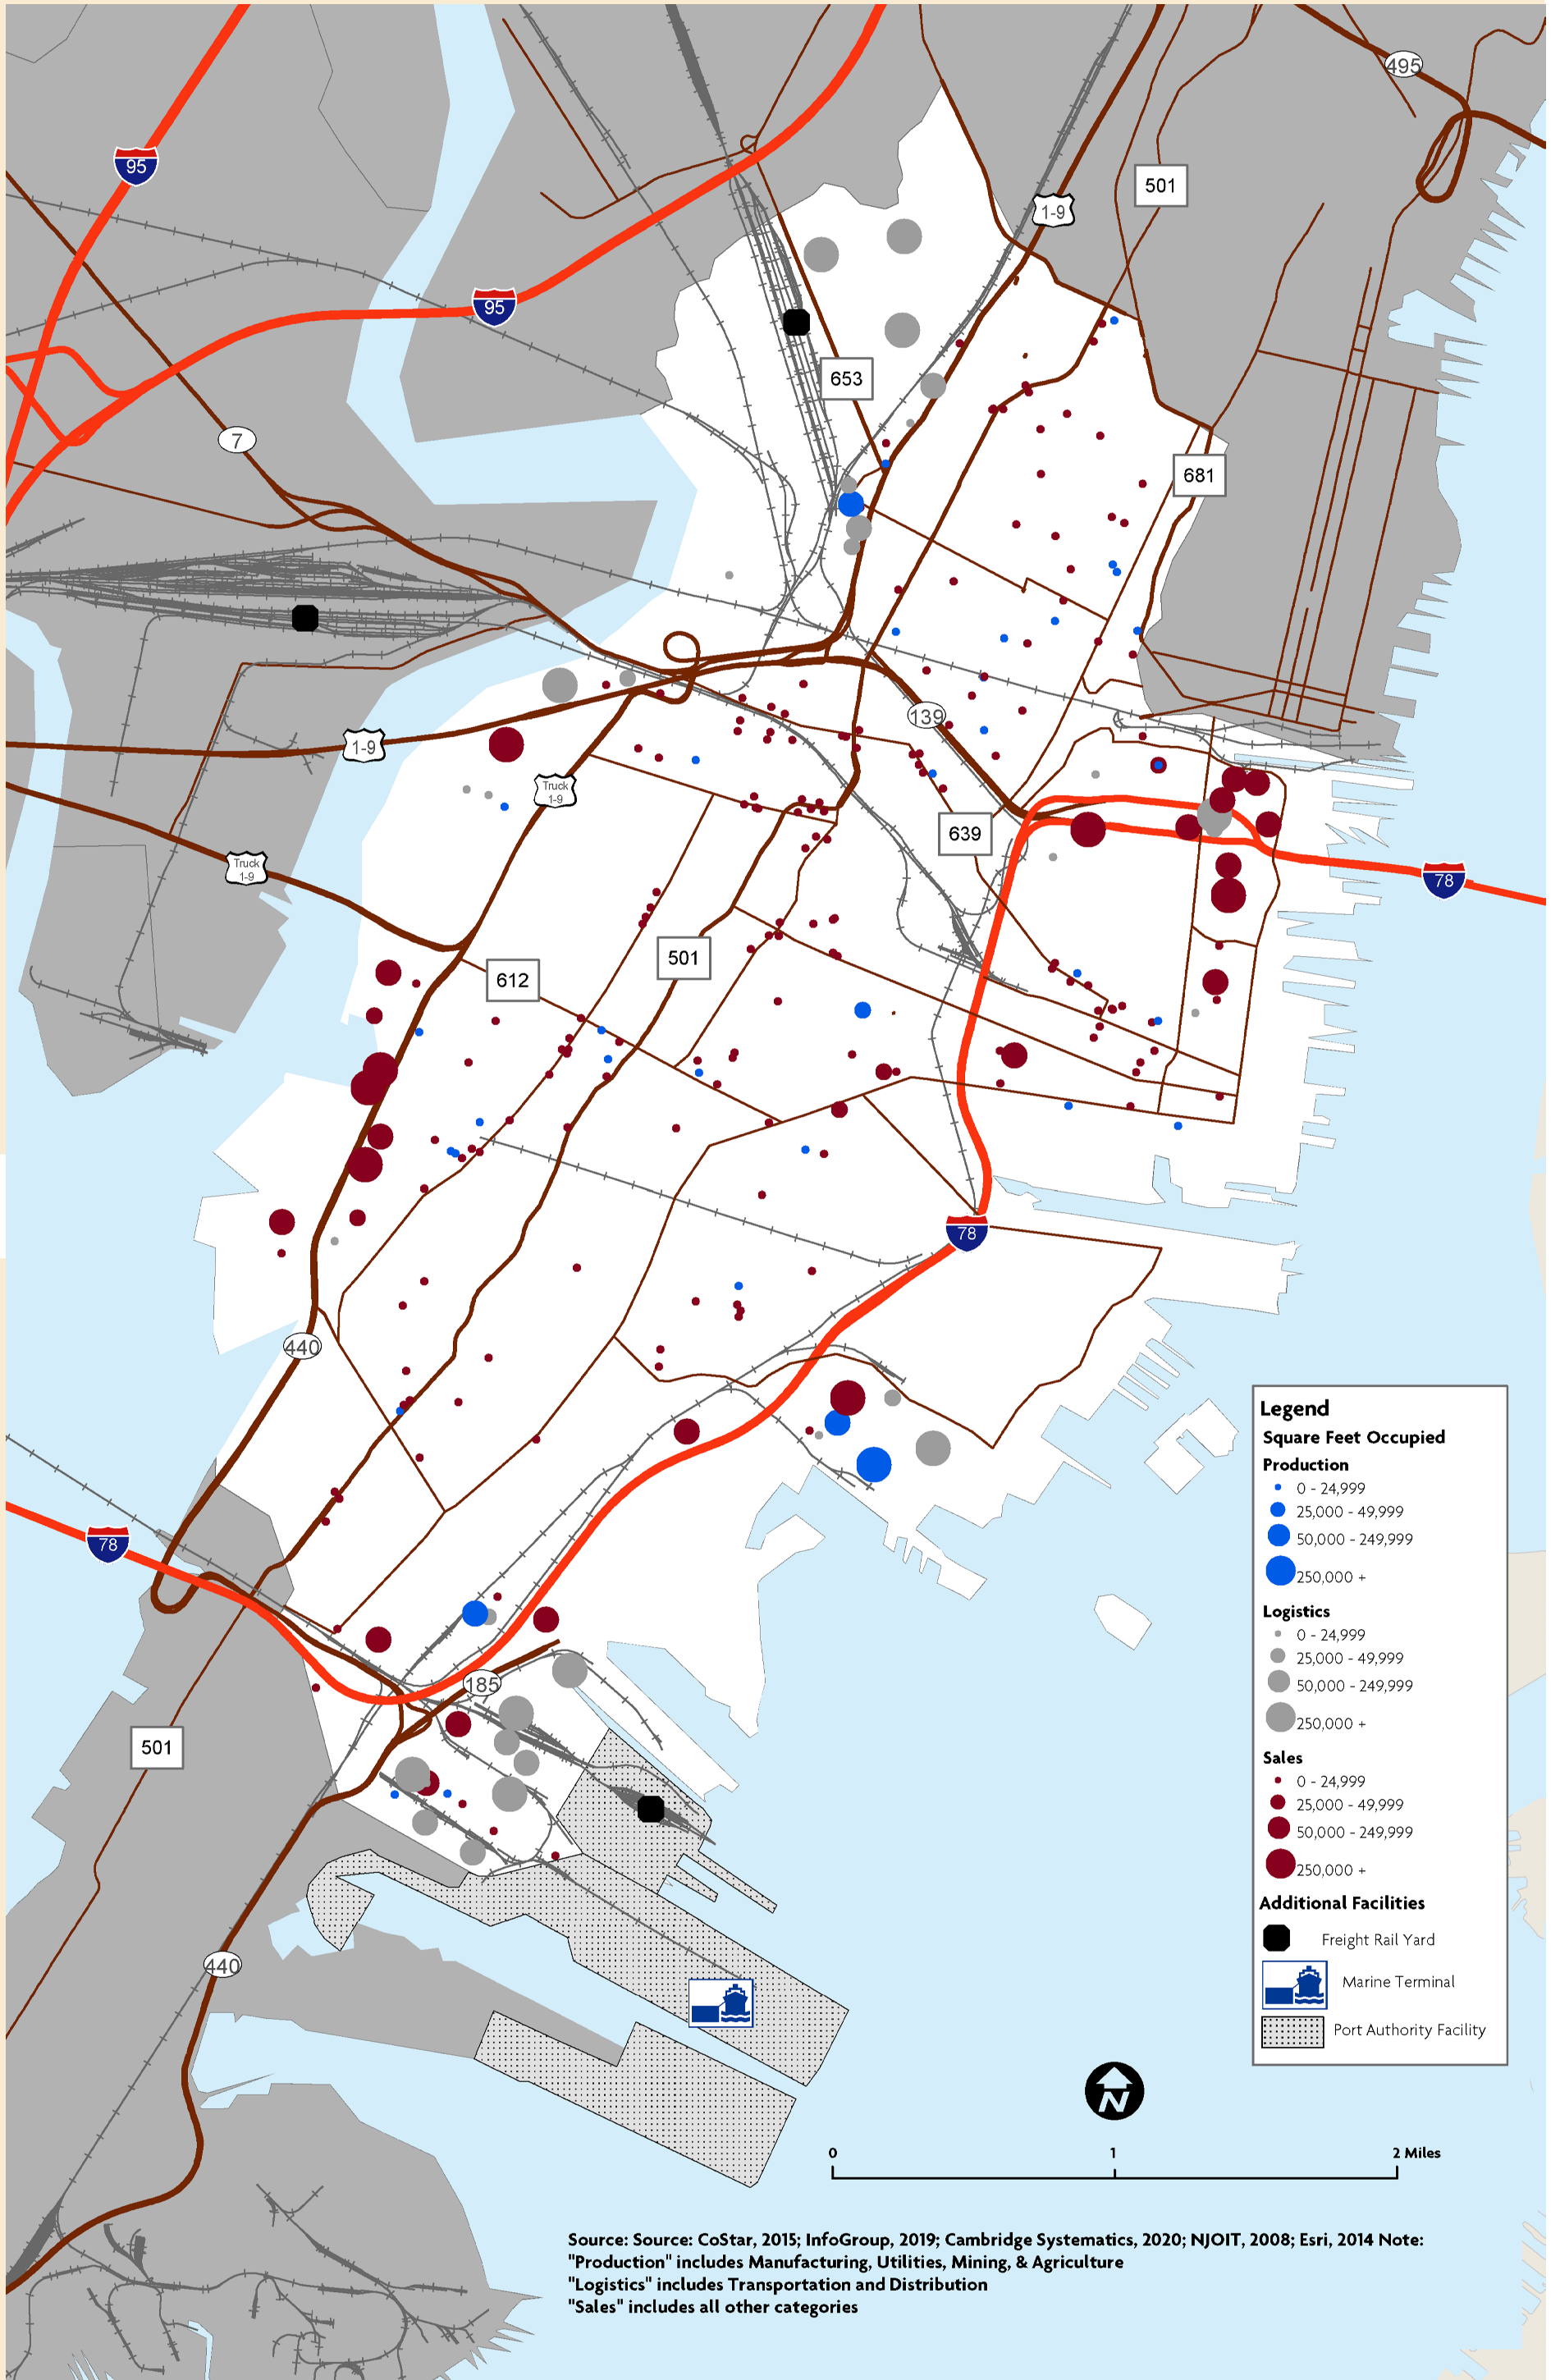 495
95
501
1-9
95
653
7
681
139
1-9
Truck
1-9
639
Truck
1-9
78
501
612
78
440
78
185
501
440
Legend
Square Feet Occupied
Production
0 - 24,999
25,000 - 49,999
50,000 - 249,999
250,000 +
Logistics
0 - 24,999
25,000 - 49,999
50,000 - 249,999
250,000 +
Sales
0 - 24,999
25,000 - 49,999
50,000 - 249,999
250,000 +
Additional Facilities
Freight Rail Yard
Marine Terminal
Port Authority Facility
N
0 1 2 Miles
Source: Source: CoStar, 2015; InfoGroup, 2019; Cambridge Systematics, 2020; NJOIT, 2008; Esri, 2014 Note:
"Production" includes Manufacturing, Utilities, Mining, & Agriculture
"Logistics" includes Transportation and Distribution
"Sales" includes all other categories